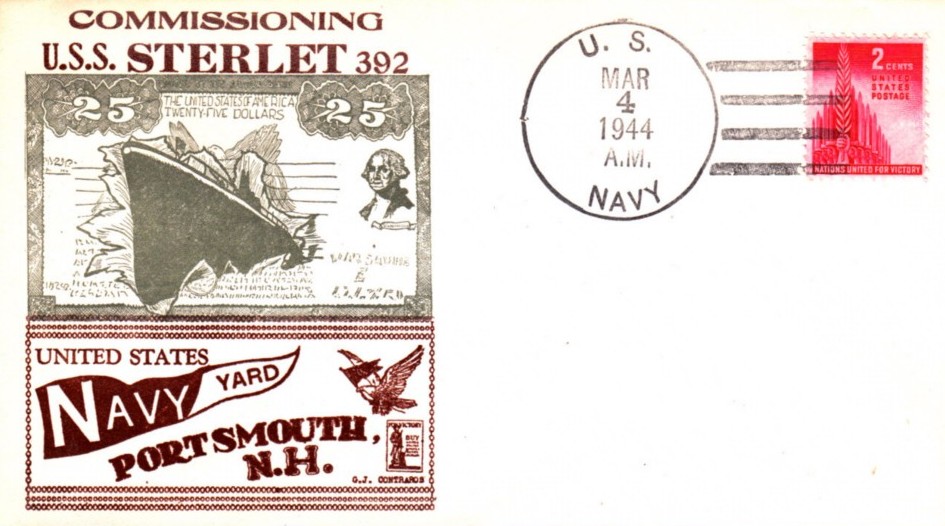 COMMISSIONING
U.S.S. STERLET 392
25
THE UNITED STATES OF AMERICA
TWENTY-FIVE DOLLARS
25
UNITED STATES
NAVY YARD
PORTSMOUTH,
N.H.
BUY
G.J. CONTRAROS
U. S.
MAR
4
1944
A.M.
NAVY
2 CENTS
UNITED
STATES
POSTAGE
NATIONS UNITED FOR VICTORY